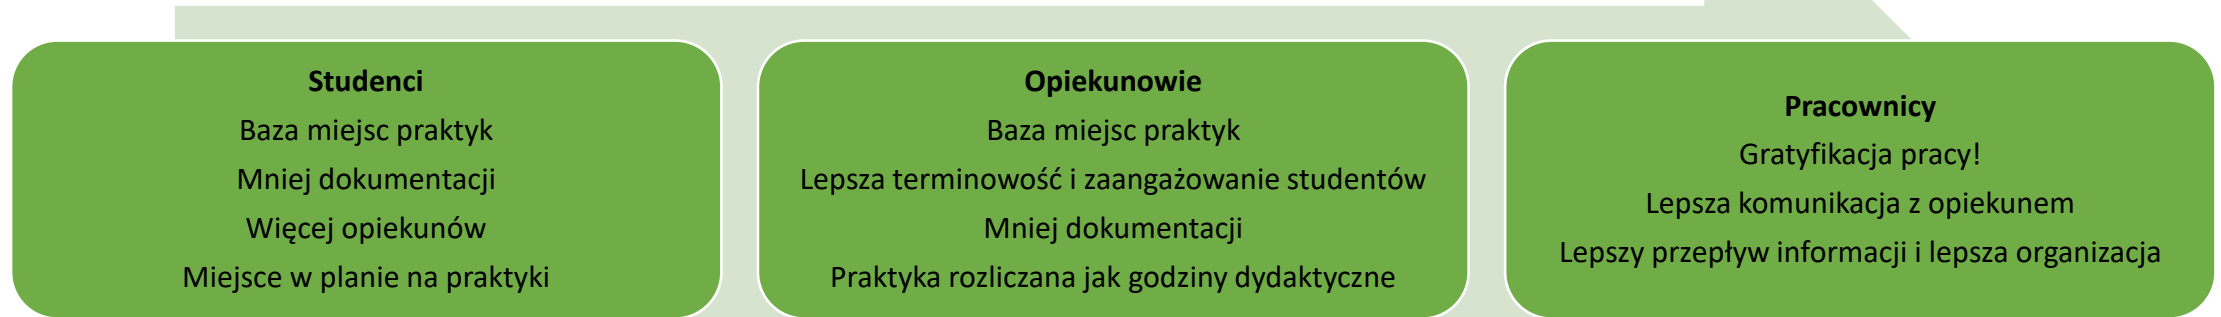 Studenci
Baza miejsc praktyk
Mniej dokumentacji
Więcej opiekunów
Miejsce w planie na praktyki
Opiekunowie
Baza miejsc praktyk
Lepsza terminowość i zaangażowanie studentów
Mniej dokumentacji
Praktyka rozliczana jak godziny dydaktyczne
Pracownicy
Gratyfikacja pracy!
Lepsza komunikacja z opiekunem
Lepszy przepływ informacji i lepsza organizacja